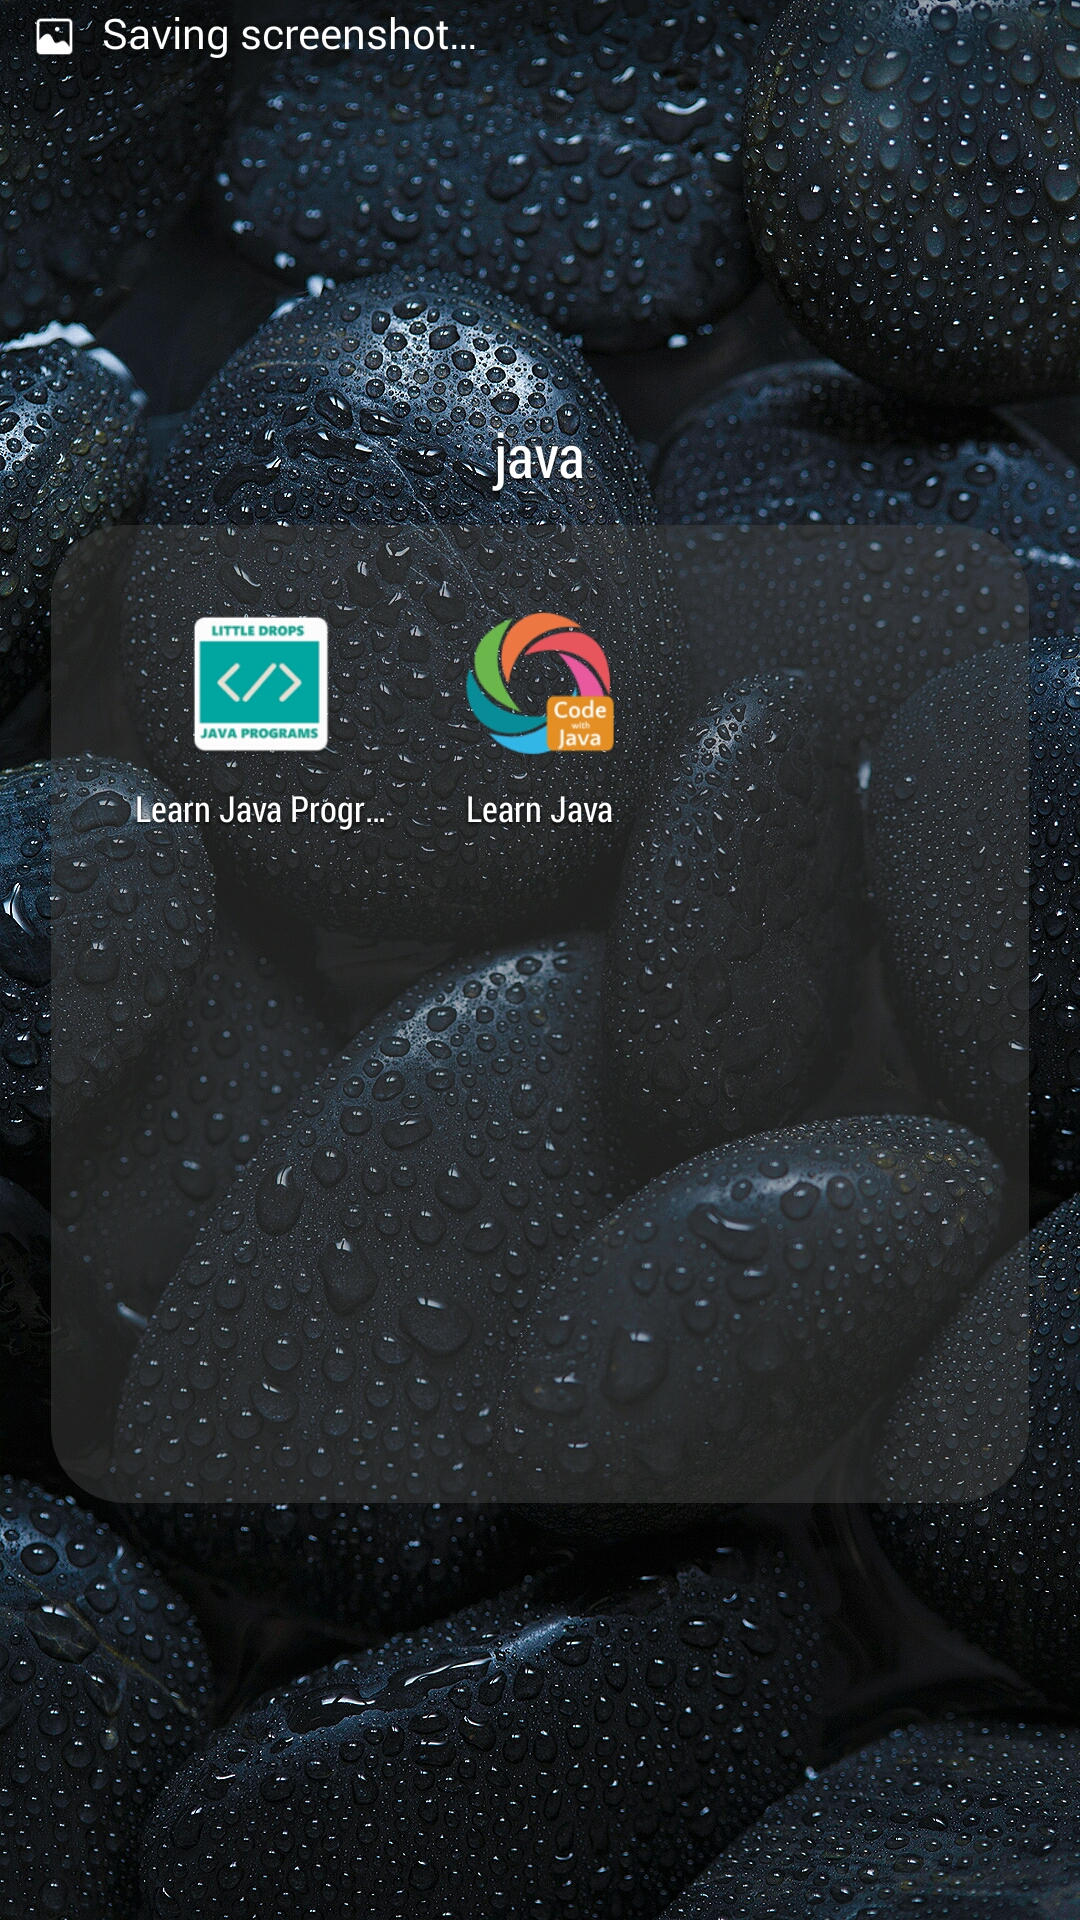 Saving screenshot...
java
LITTLE DROPS
</>
JAVA PROGRAMS
Code
with
Java
Learn Java Progr...
Learn Java